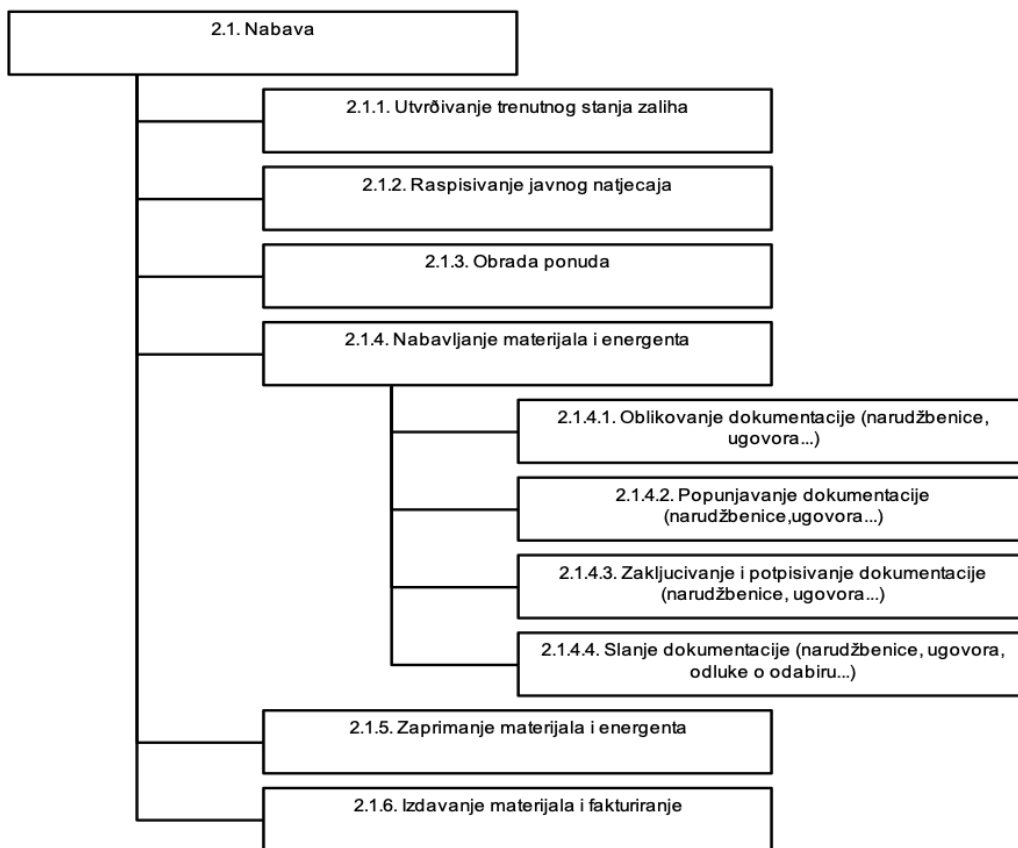 2.1. Nabava
2.1.1. Utvrðivanje trenutnog stanja zaliha
2.1.2. Raspisivanje javnog natjecaja
2.1.3. Obrada ponuda
2.1.4. Nabavljanje materijala i energenta
2.1.4.1. Oblikovanje dokumentacije (narudžbenice,
ugovora...)
2.1.4.2. Popunjavanje dokumentacije
(narudžbenice,ugovora...)
2.1.4.3. Zakljucivanje i potpisivanje dokumentacije
(narudžbenice, ugovora...)
2.1.4.4. Slanje dokumentacije (narudžbenice, ugovora,
odluke o odabiru...)
2.1.5. Zaprimanje materijala i energenta
2.1.6. Izdavanje materijala i fakturiranje